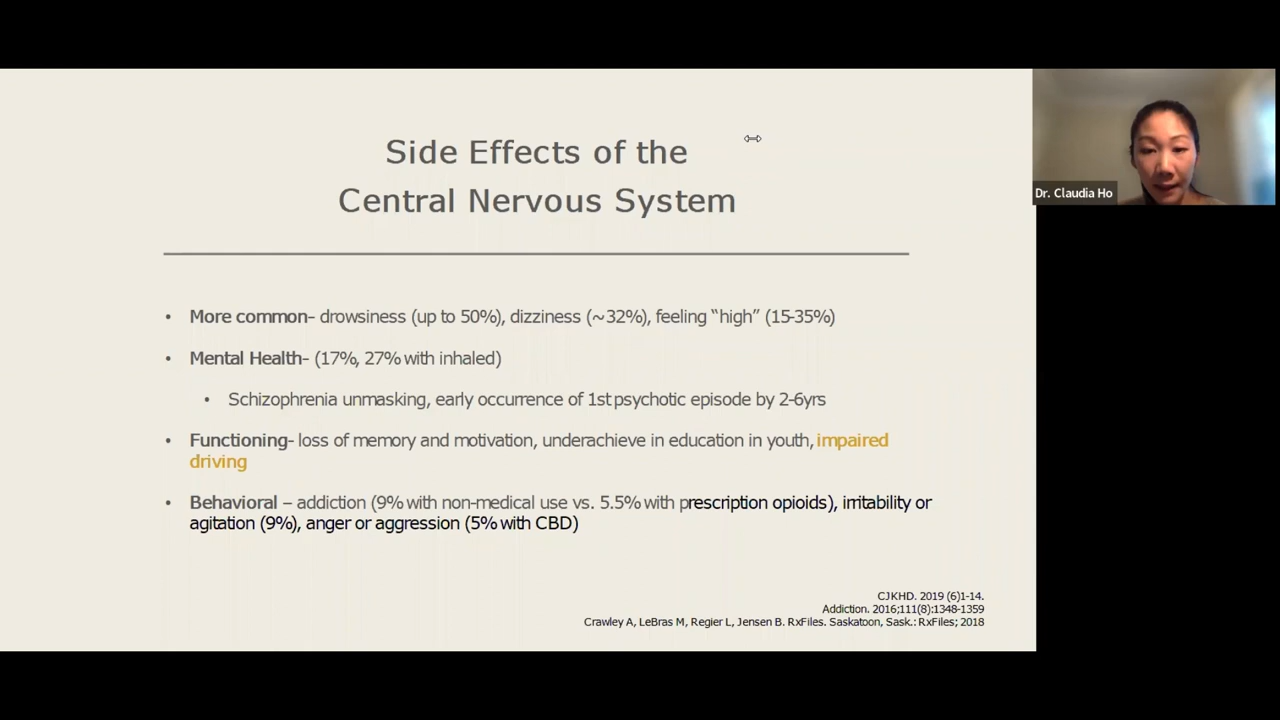 Side Effects of the
Central Nervous System
Dr. Claudia Ho
• More common– drowsiness (up to 50%), dizziness (~32%), feeling “high” (15-35%)
• Mental Health– (17%, 27% with inhaled)
• Schizophrenia unmasking, early occurrence of 1st psychotic episode by 2-6yrs
• Functioning- loss of memory and motivation, underachieve in education in youth, impaired
driving
• Behavioral – addiction (9% with non-medical use vs. 5.5% with prescription opioids), irritability or
agitation (9%), anger or aggression (5% with CBD)
CJKHD. 2019 (6)1-14.
Addiction. 2016;111(8):1348-1359
Crawley A, LeBras M, Regier L, Jensen B. RxFiles. Saskatoon, Sask.: RxFiles; 2018